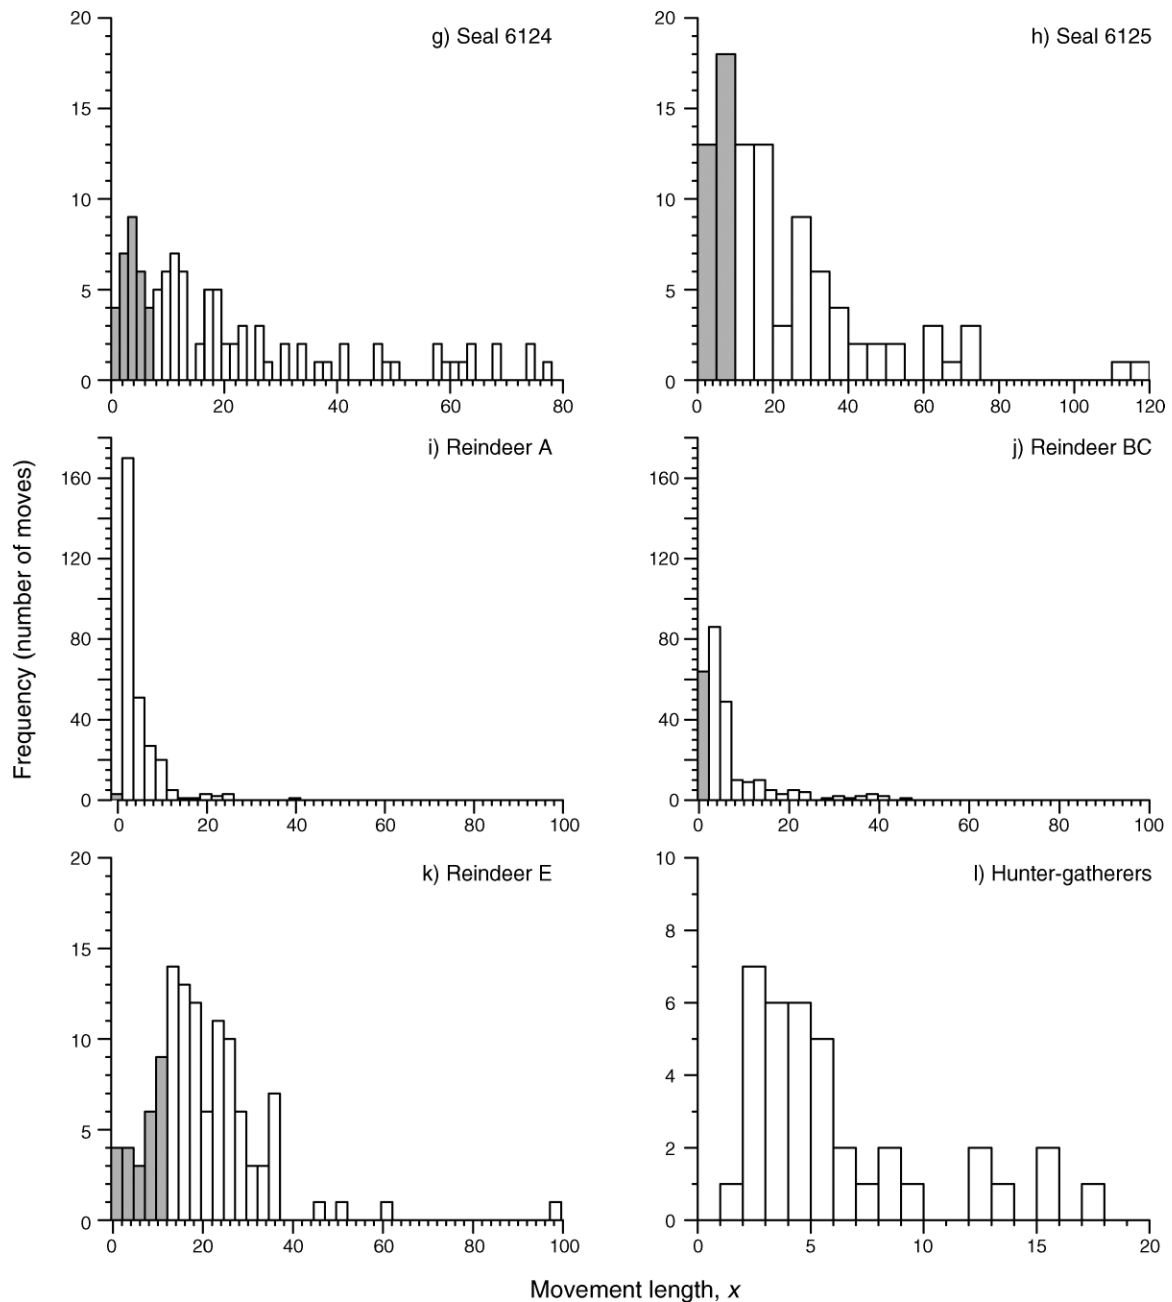 g) Seal 6124
20
15
10
5
0
0 20 40 60 80
h) Seal 6125
20
15
10
5
0
0 20 40 60 80 100 120
i) Reindeer A
160
120
80
40
0
0 20 40 60 80 100
j) Reindeer BC
160
120
80
40
0
0 20 40 60 80 100
k) Reindeer E
20
15
10
5
0
0 20 40 60 80 100
l) Hunter-gatherers
10
8
6
4
2
0
0 5 10 15 20
Frequency (number of moves)
Movement length, x